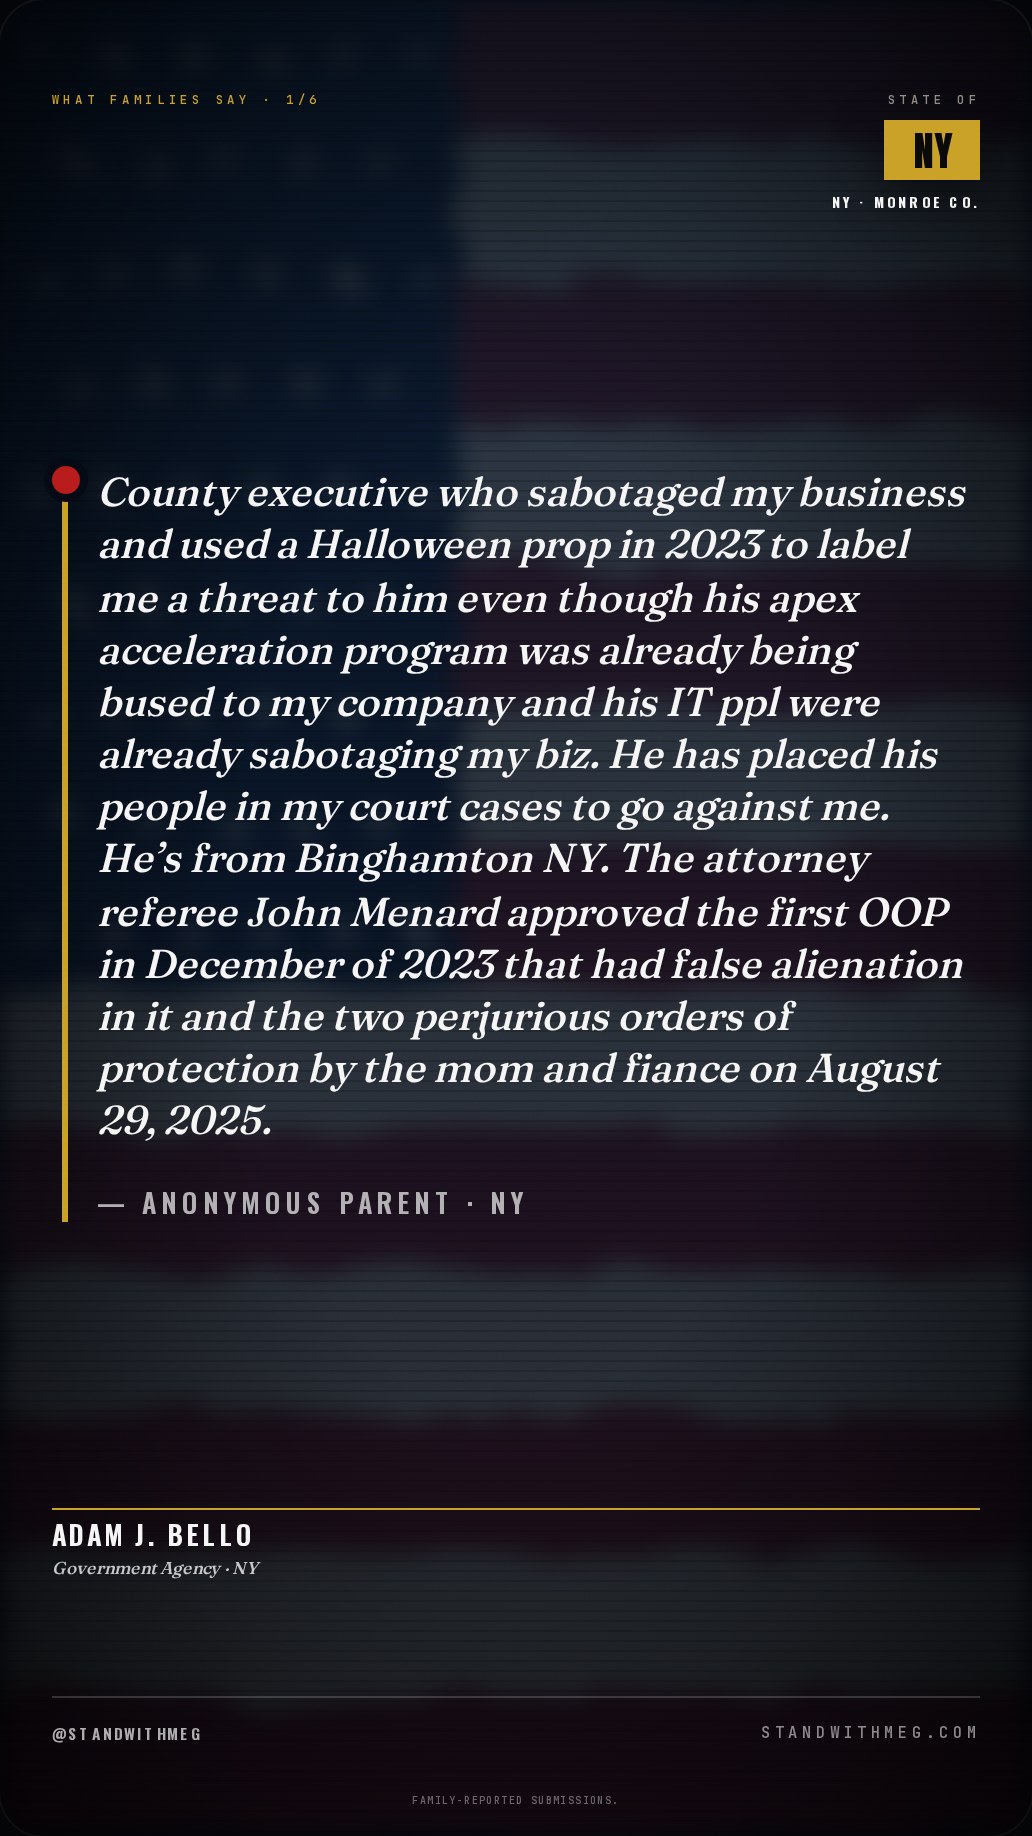 WHAT FAMILIES SAY · 1/6
STATE OF
NY
NY · MONROE CO.
County executive who sabotaged my business
and used a Halloween prop in 2023 to label
me a threat to him even though his apex
acceleration program was already being
bused to my company and his IT ppl were
already sabotaging my biz. He has placed his
people in my court cases to go against me.
He’s from Binghamton NY. The attorney
referee John Menard approved the first OOP
in December of 2023 that had false alienation
in it and the two perjurious orders of
protection by the mom and fiance on August
29, 2025.
— ANONYMOUS PARENT · NY
ADAM J. BELLO
Government Agency · NY
@STANDWITHMEG
STANDWITHMEG.COM
FAMILY-REPORTED SUBMISSIONS.